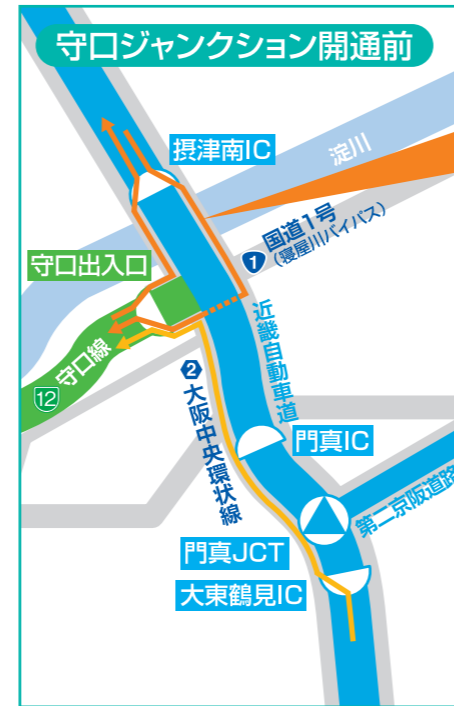 守口ジャンクション開通前
摂津南IC
淀川
国道1号
(寝屋川バイパス)
1
守口出入口
近畿自動車道
守口線
12
2
大阪中央環状線
門真IC
第二京阪道路
門真JCT
大東鶴見IC